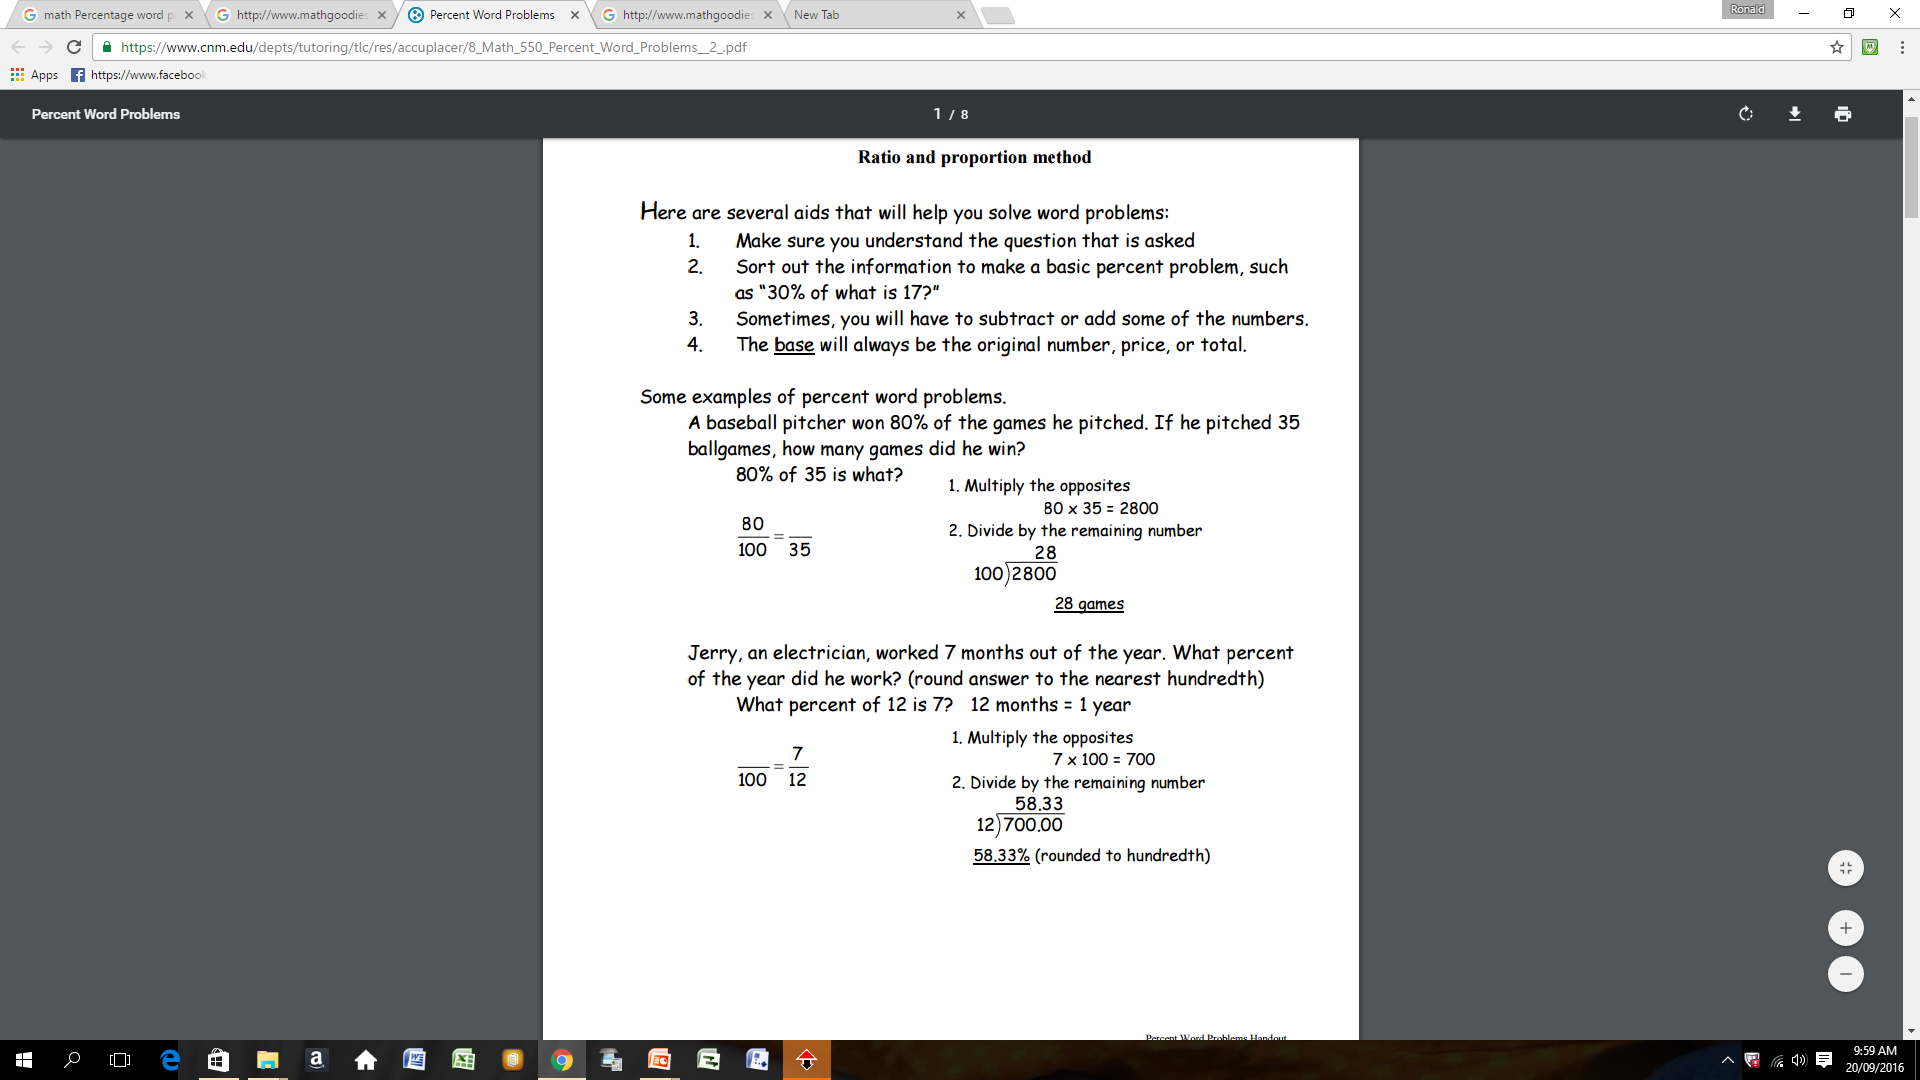 math Percentage word p
http://www.mathgoodies
Percent Word Problems
http://www.mathgoodies
New Tab
Ronald
https://www.cnm.edu/depts/tutoring/tlc/res/accuplacer/8_Math_550_Percent_Word_Problems__2_.pdf
Apps
https://www.facebook
Percent Word Problems
1 / 8
Ratio and proportion method
Here are several aids that will help you solve word problems:
1. Make sure you understand the question that is asked
2. Sort out the information to make a basic percent problem, such
as “30% of what is 17?”
3. Sometimes, you will have to subtract or add some of the numbers.
4. The base will always be the original number, price, or total.
Some examples of percent word problems.
A baseball pitcher won 80% of the games he pitched. If he pitched 35
ballgames, how many games did he win?
80% of 35 is what?
80
100 = 35
1. Multiply the opposites
80 x 35 = 2800
2. Divide by the remaining number
28
100)2800
28 games
Jerry, an electrician, worked 7 months out of the year. What percent
of the year did he work? (round answer to the nearest hundredth)
What percent of 12 is 7? 12 months = 1 year
7
100 = 12
1. Multiply the opposites
7 x 100 = 700
2. Divide by the remaining number
58.33
12)700.00
58.33% (rounded to hundredth)
Percent Word Problems Handout
9:59 AM
20/09/2016